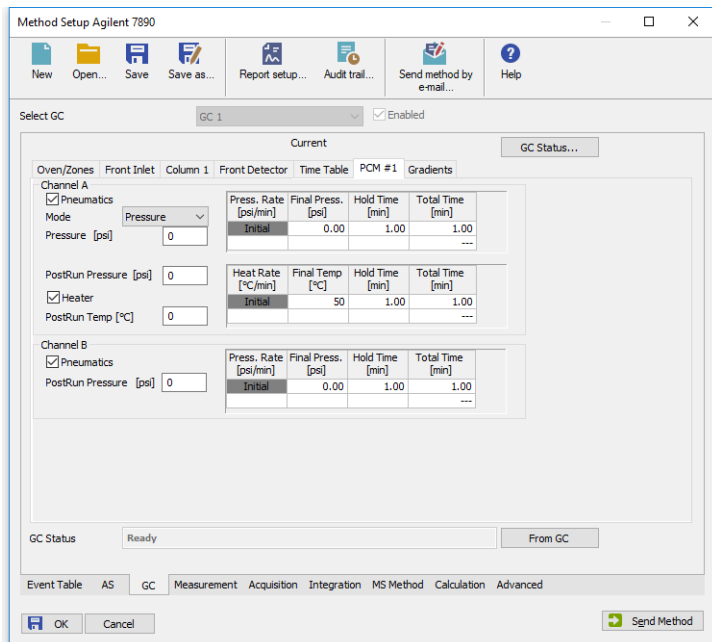 Method Setup Agilent 7890
New Open... Save Save as... Report setup... Audit trail... Send method by e-mail... Help
Select GC GC 1 Enabled
Current GC Status...
Oven/Zones Front Inlet Column 1 Front Detector Time Table PCM #1 Gradients
Channel A
Pneumatics
Mode Pressure
Pressure [psi] 0
Press. Rate [psi/min] Final Press. [psi] Hold Time [min] Total Time [min]
Initial 0.00 1.00 1.00
---
PostRun Pressure [psi] 0
Heater
PostRun Temp [°C] 0
Heat Rate [°C/min] Final Temp [°C] Hold Time [min] Total Time [min]
Initial 50 1.00 1.00
---
Channel B
Pneumatics
PostRun Pressure [psi] 0
Press. Rate [psi/min] Final Press. [psi] Hold Time [min] Total Time [min]
Initial 0.00 1.00 1.00
---
GC Status Ready From GC
Event Table AS GC Measurement Acquisition Integration MS Method Calculation Advanced
OK Cancel Send Method